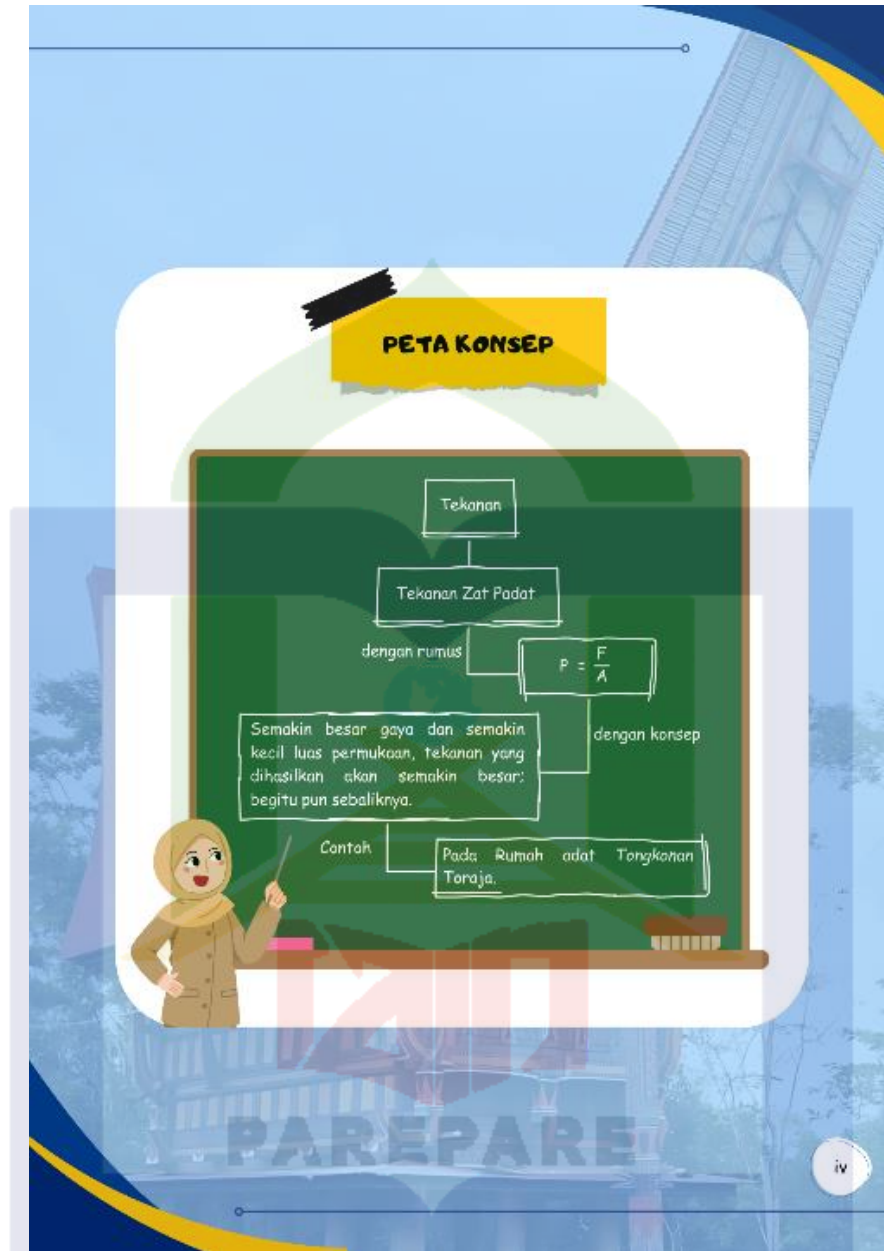 PETA KONSEP
Tekanan
Tekanan Zat Padat
dengan rumus
P = F/A
dengan konsep
Semakin besar gaya dan semakin
kecil luas permukaan, tekanan yang
dihasilkan akan semakin besar;
begitu pun sebaliknya.
Contoh
Pada Rumah adat Tongkonan
Toraja.
PAREPARE
iv